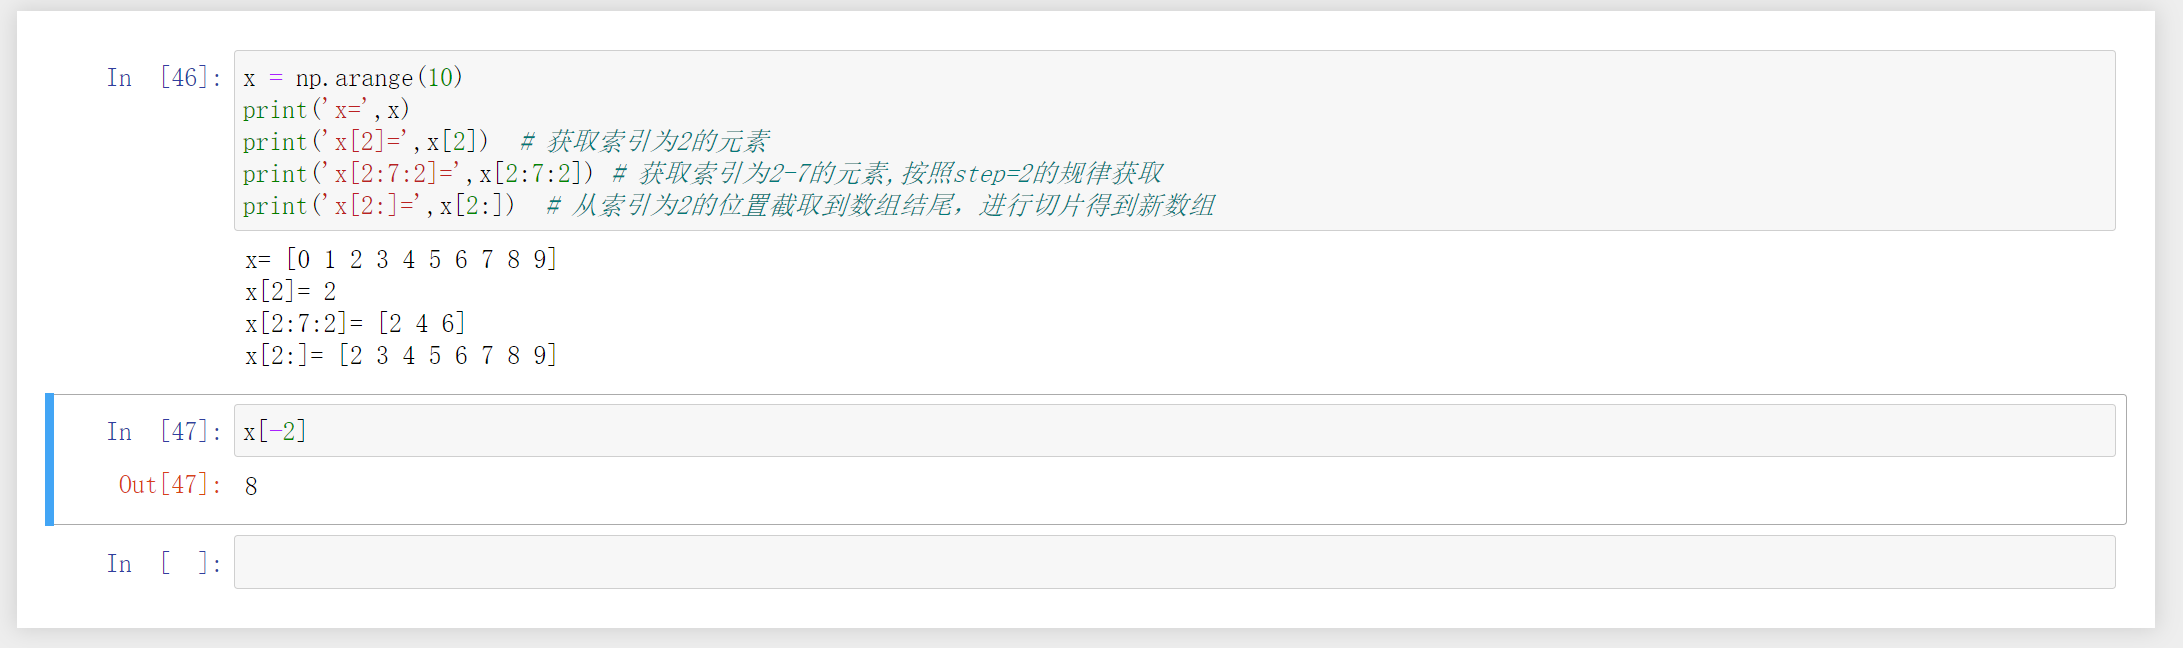 In [46]: x = np.arange(10)
print('x=',x)
print('x[2]=',x[2])  # 获取索引为2的元素
print('x[2:7:2]=',x[2:7:2]) # 获取索引为2-7的元素,按照step=2的规律获取
print('x[2:]=',x[2:])  # 从索引为2的位置截取到数组结尾，进行切片得到新数组
x= [0 1 2 3 4 5 6 7 8 9]
x[2]= 2
x[2:7:2]= [2 4 6]
x[2:]= [2 3 4 5 6 7 8 9]
In [47]: x[-2]
Out[47]: 8
In [ ]: